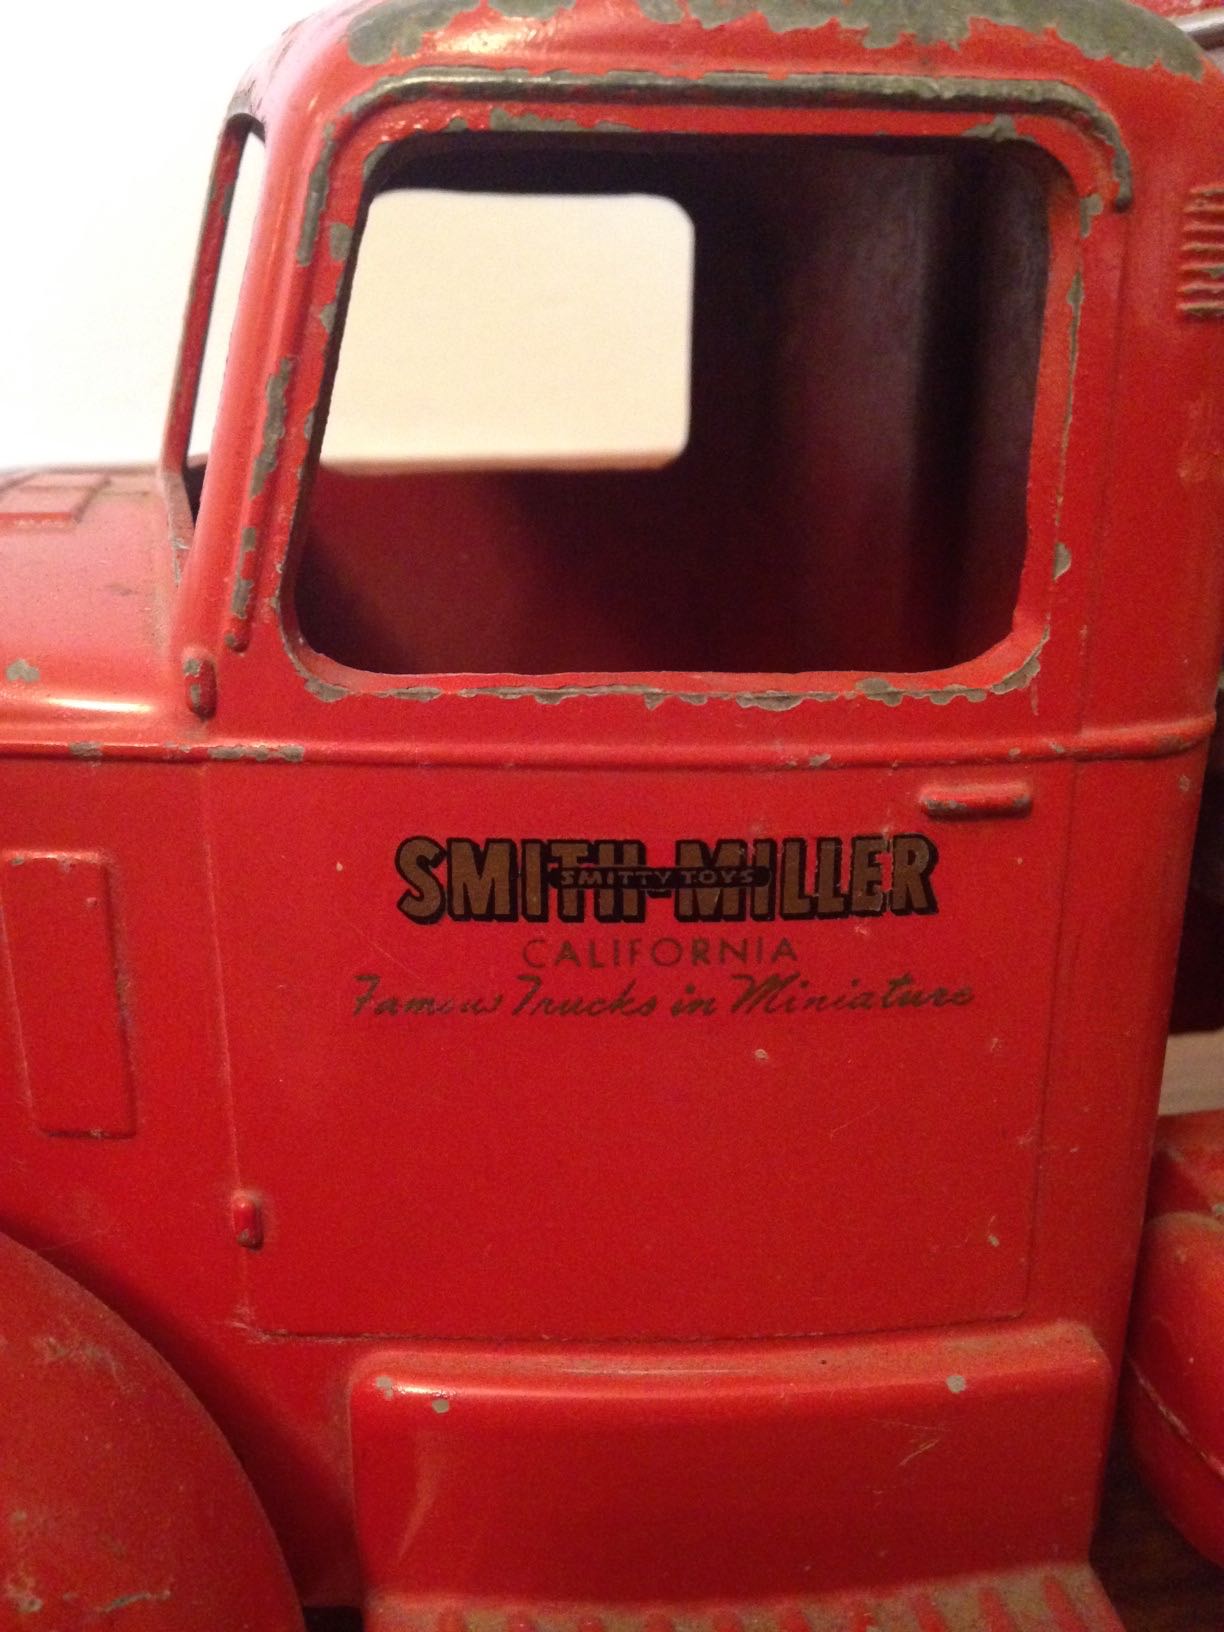 SMITH-MILLER
SMITTY TOYS
CALIFORNIA
Famous Trucks in Miniature